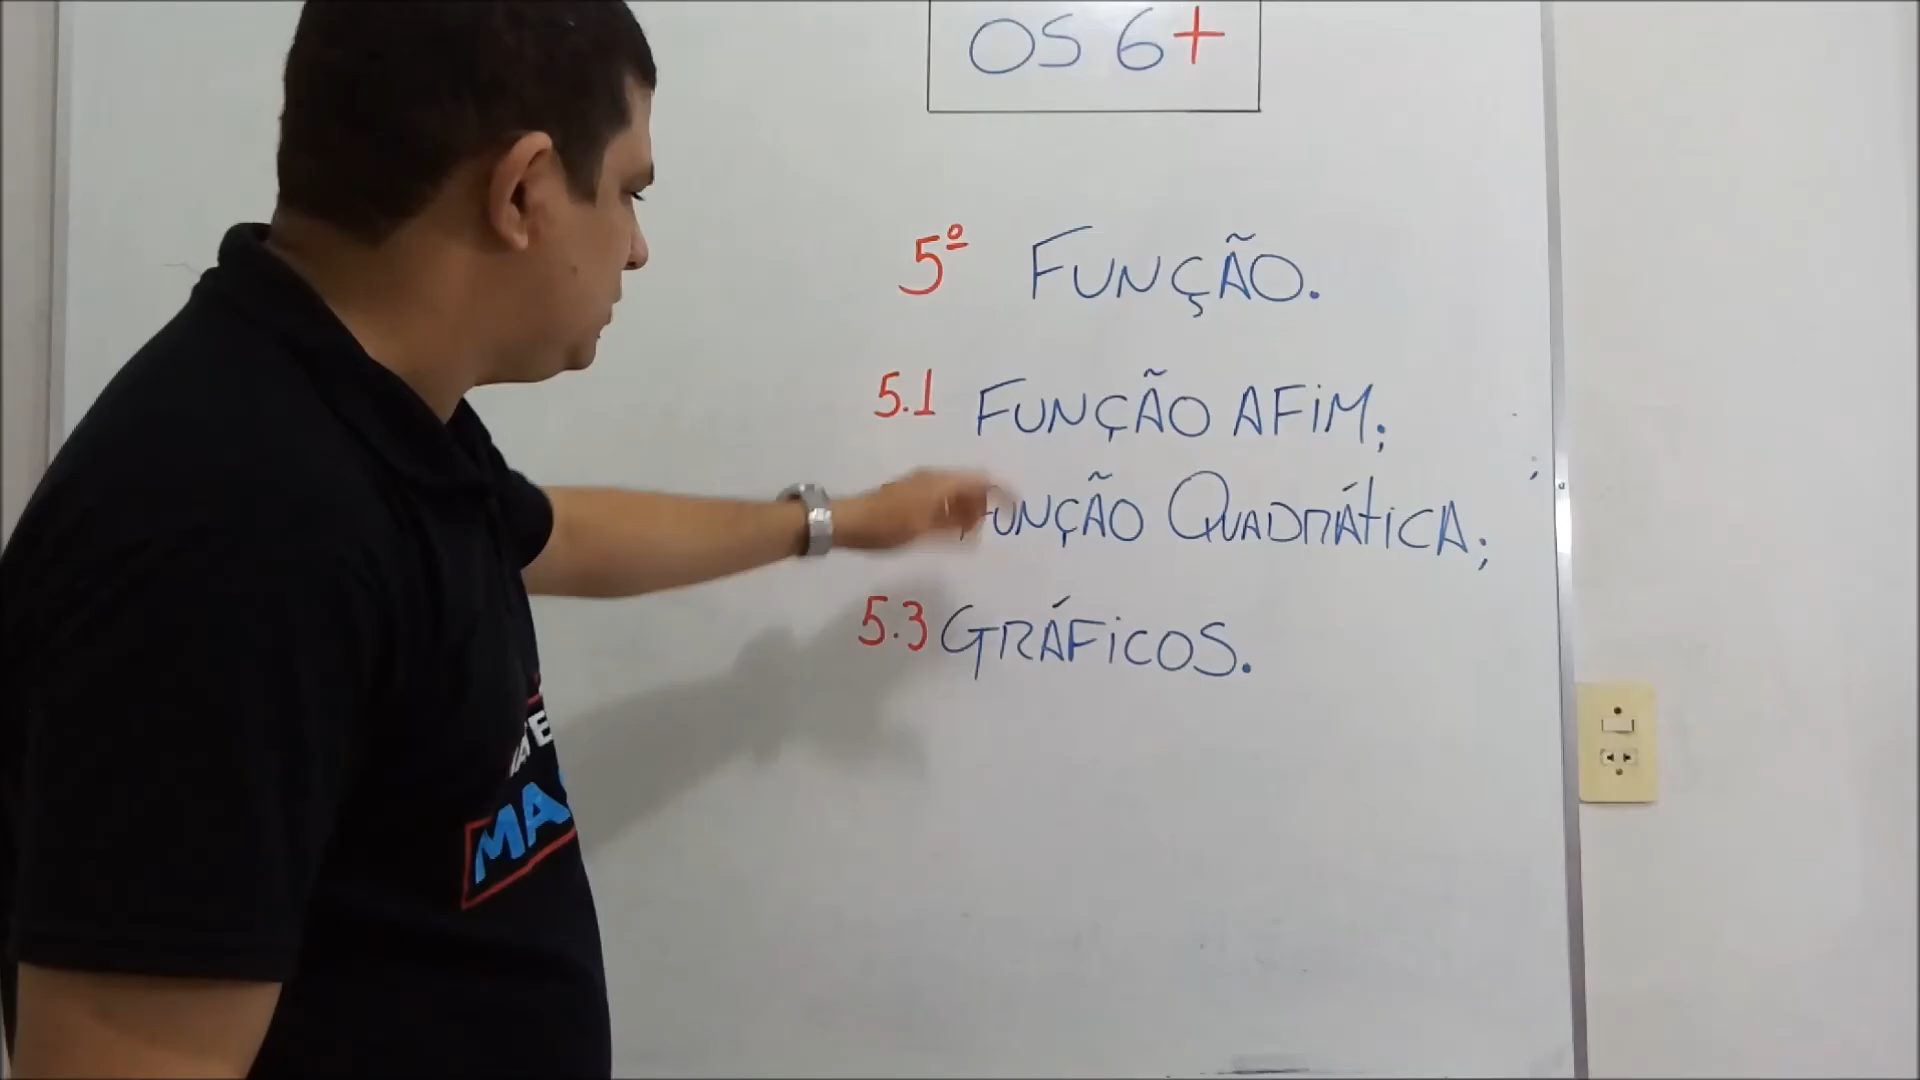 OS 6+
5º FUNÇÃO.
5.1 FUNÇÃO AFiM;
FUNÇÃO QUADRÁtiCA;
5.3 GRÁFiCOS.